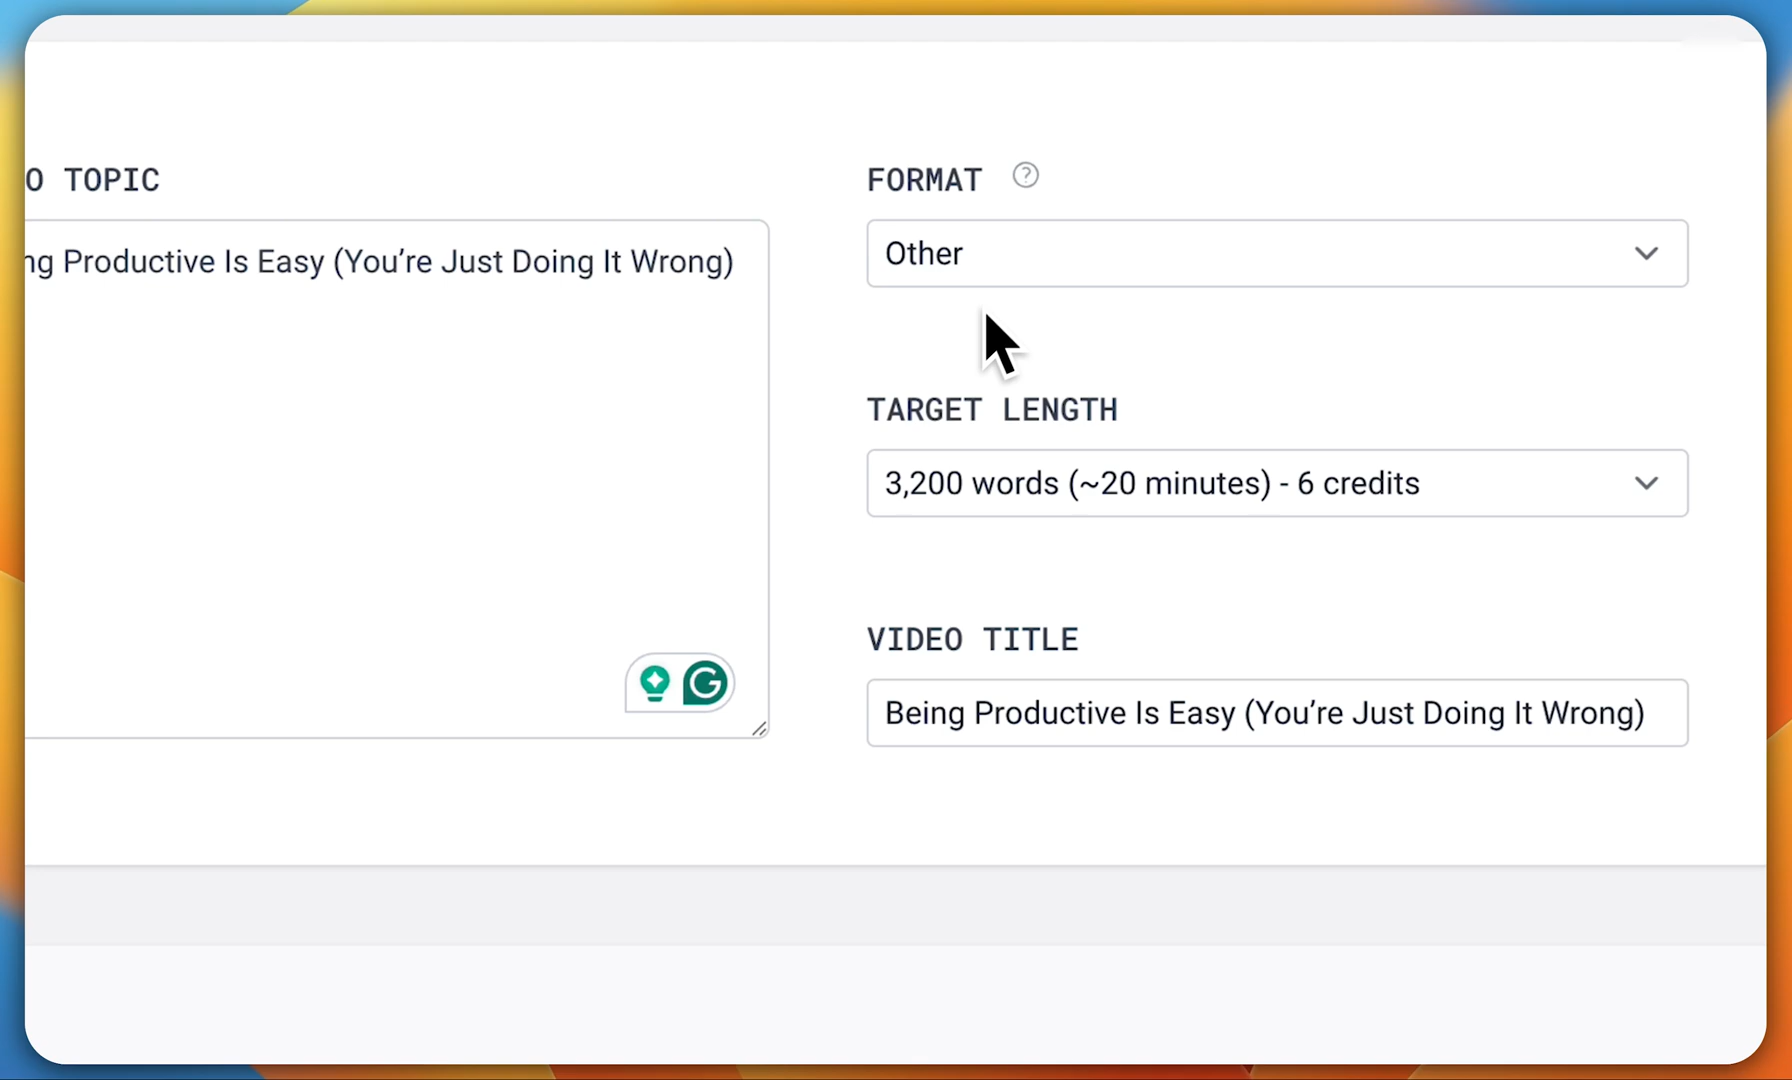 O TOPIC
ng Productive Is Easy (You’re Just Doing It Wrong)
FORMAT
Other
TARGET LENGTH
3,200 words (~20 minutes) - 6 credits
VIDEO TITLE
Being Productive Is Easy (You’re Just Doing It Wrong)